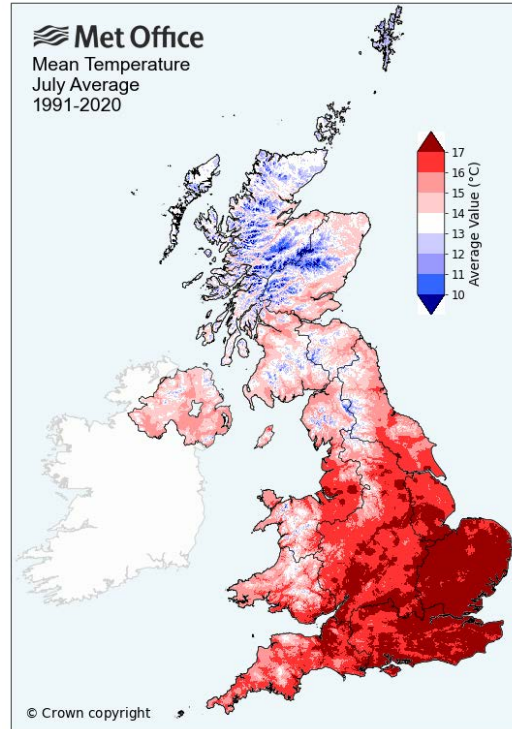 Met Office
Mean Temperature
July Average
1991-2020
17
16
15
14
13
12
11
10
Average Value (°C)
© Crown copyright